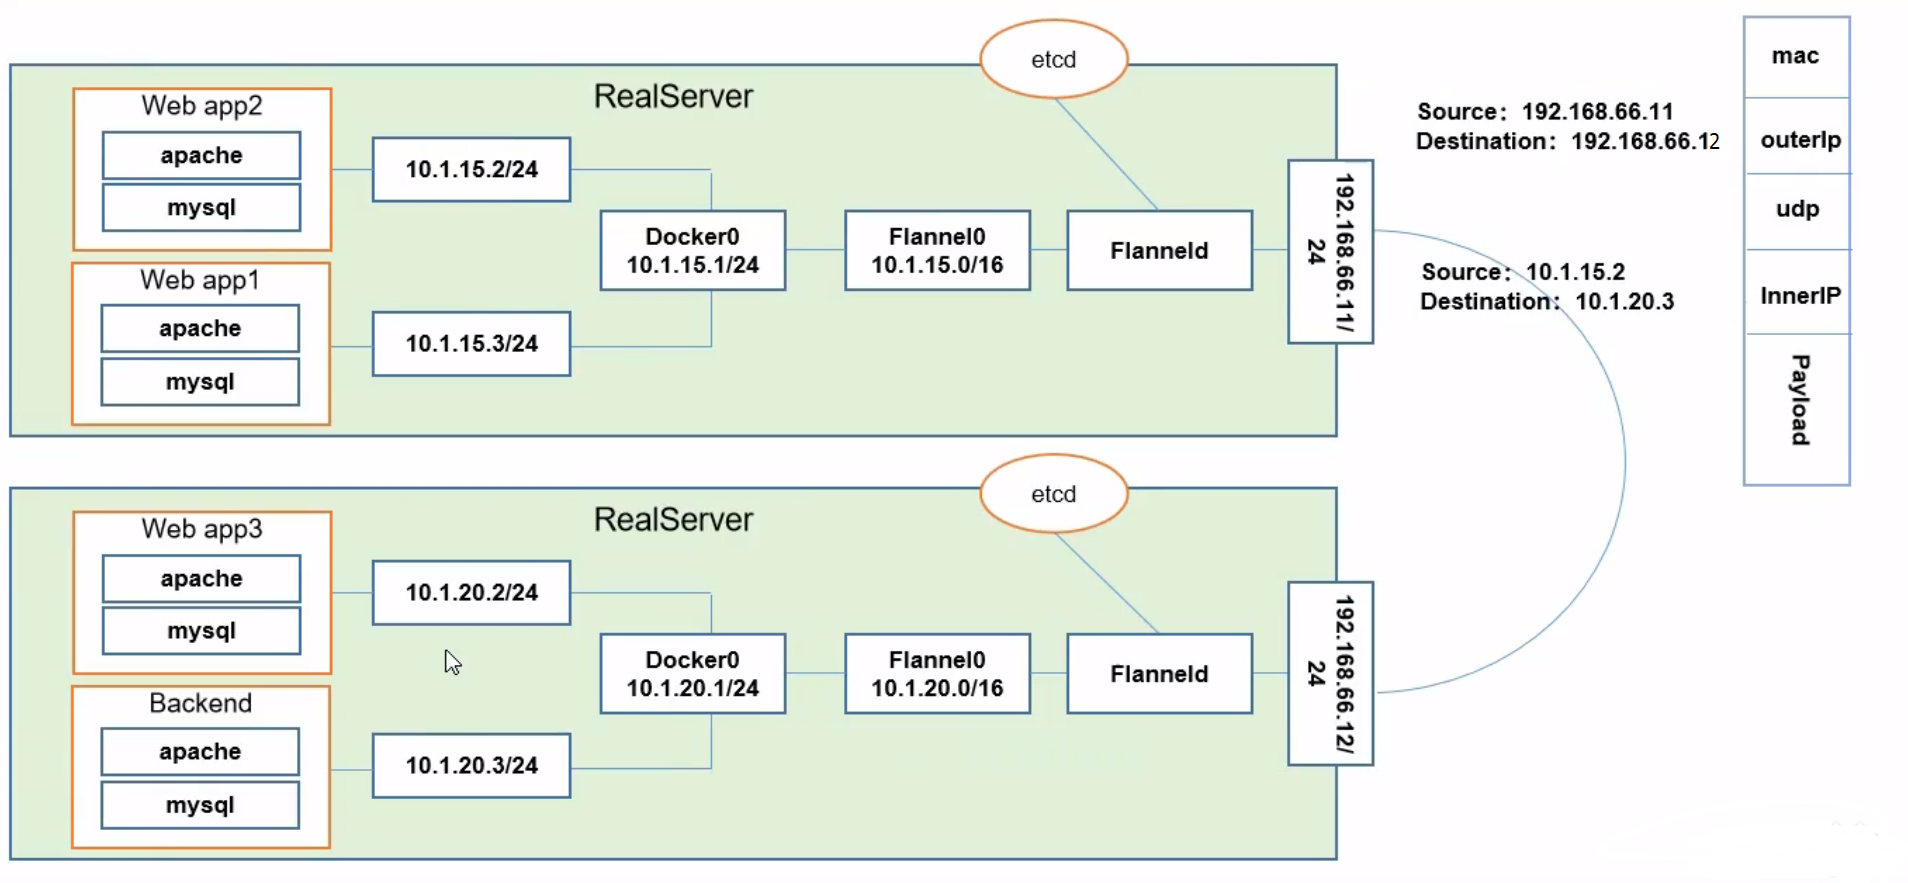 etcd
RealServer
Web app2
apache
mysql
10.1.15.2/24
Web app1
apache
mysql
10.1.15.3/24
Docker0
10.1.15.1/24
Flannel0
10.1.15.0/16
Flanneld
192.168.66.11/
24
Source：192.168.66.11
Destination：192.168.66.12
Source：10.1.15.2
Destination：10.1.20.3
mac
outerIp
udp
InnerIP
Payload
etcd
RealServer
Web app3
apache
mysql
10.1.20.2/24
Backend
apache
mysql
10.1.20.3/24
Docker0
10.1.20.1/24
Flannel0
10.1.20.0/16
Flanneld
192.168.66.12/
24